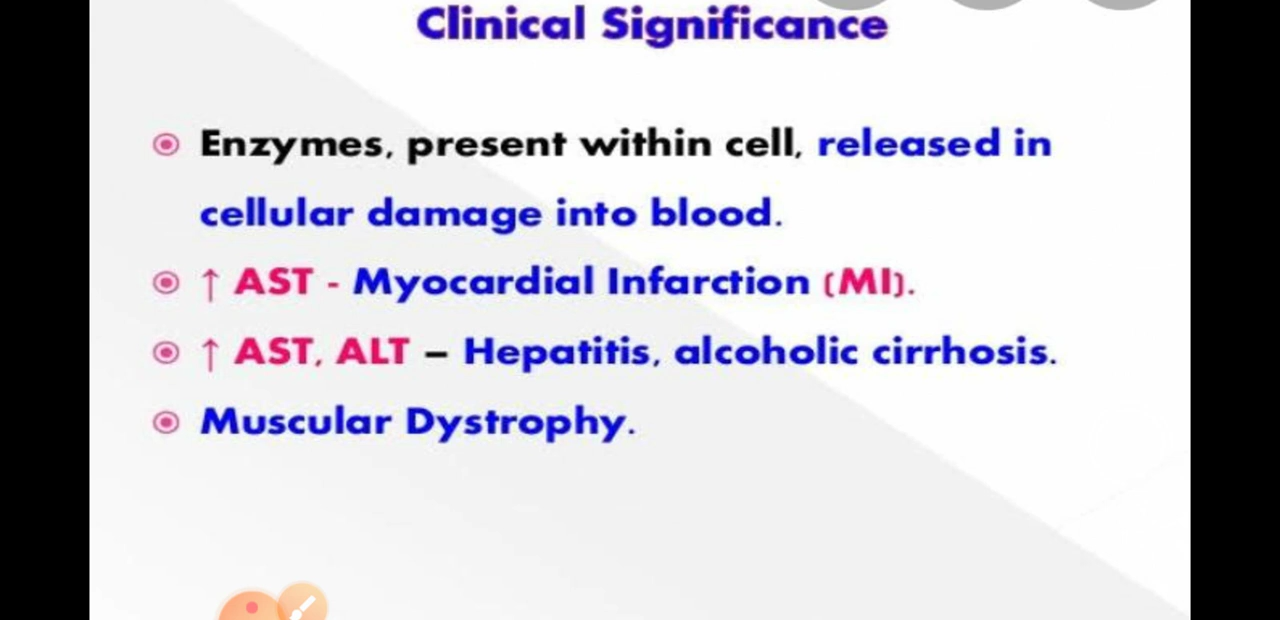 Clinical Significance
Enzymes, present within cell, released in
cellular damage into blood.
↑ AST - Myocardial Infarction (MI).
↑ AST, ALT – Hepatitis, alcoholic cirrhosis.
Muscular Dystrophy.